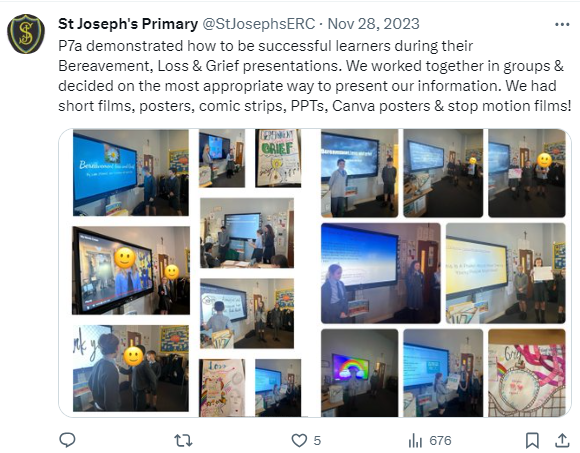 St Joseph's Primary @StJosephsERC · Nov 28, 2023
P7a demonstrated how to be successful learners during their
Bereavement, Loss & Grief presentations. We worked together in groups &
decided on the most appropriate way to present our information. We had
short films, posters, comic strips, PPTs, Canva posters & stop motion films!
GRIEF
5
676